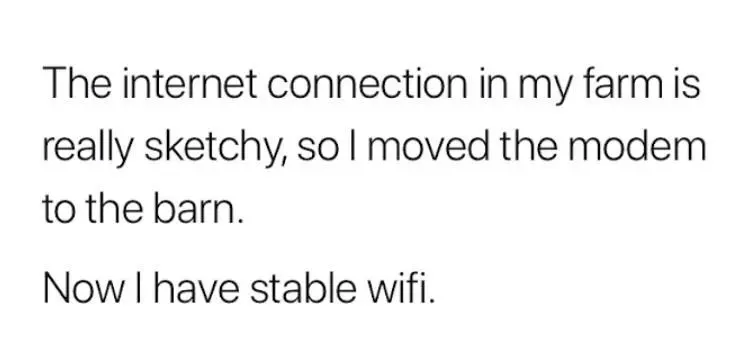 The internet connection in my farm is
really sketchy, so I moved the modem
to the barn.
Now I have stable wifi.